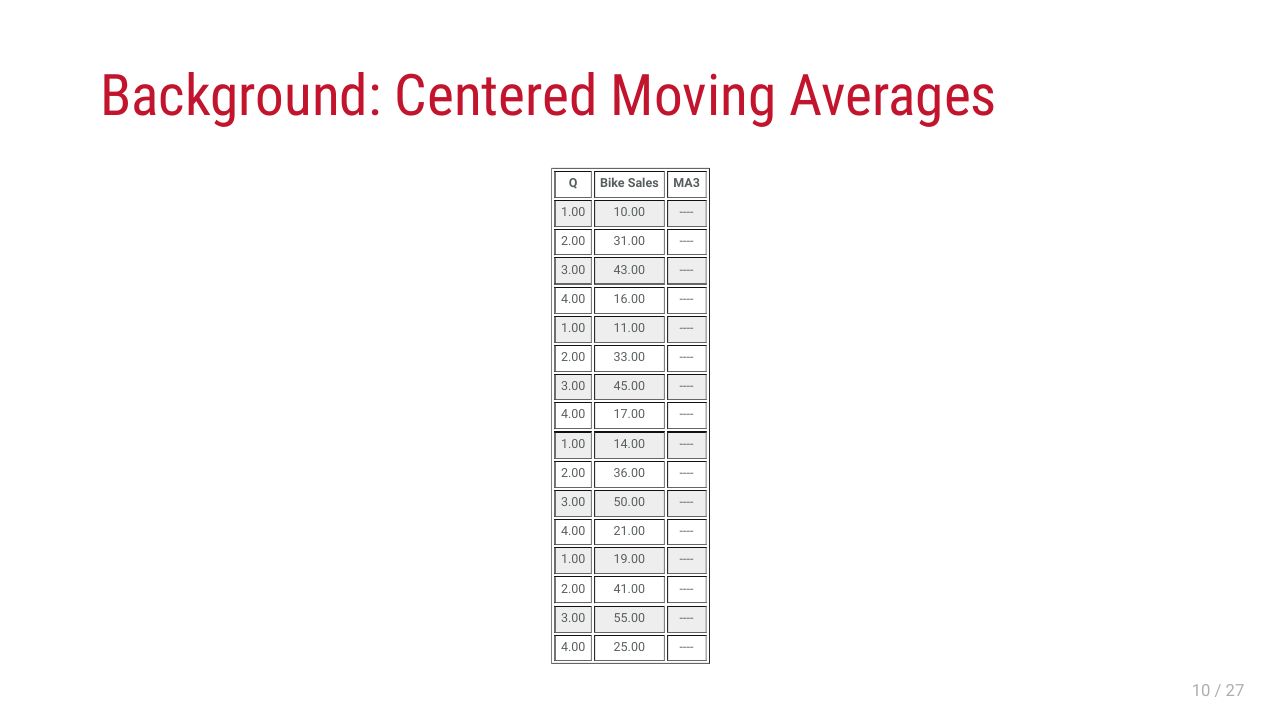 Background: Centered Moving Averages
Q Bike Sales MA3
1.00 10.00 ----
2.00 31.00 ----
3.00 43.00 ----
4.00 16.00 ----
1.00 11.00 ----
2.00 33.00 ----
3.00 45.00 ----
4.00 17.00 ----
1.00 14.00 ----
2.00 36.00 ----
3.00 50.00 ----
4.00 21.00 ----
1.00 19.00 ----
2.00 41.00 ----
3.00 55.00 ----
4.00 25.00 ----
10 / 27